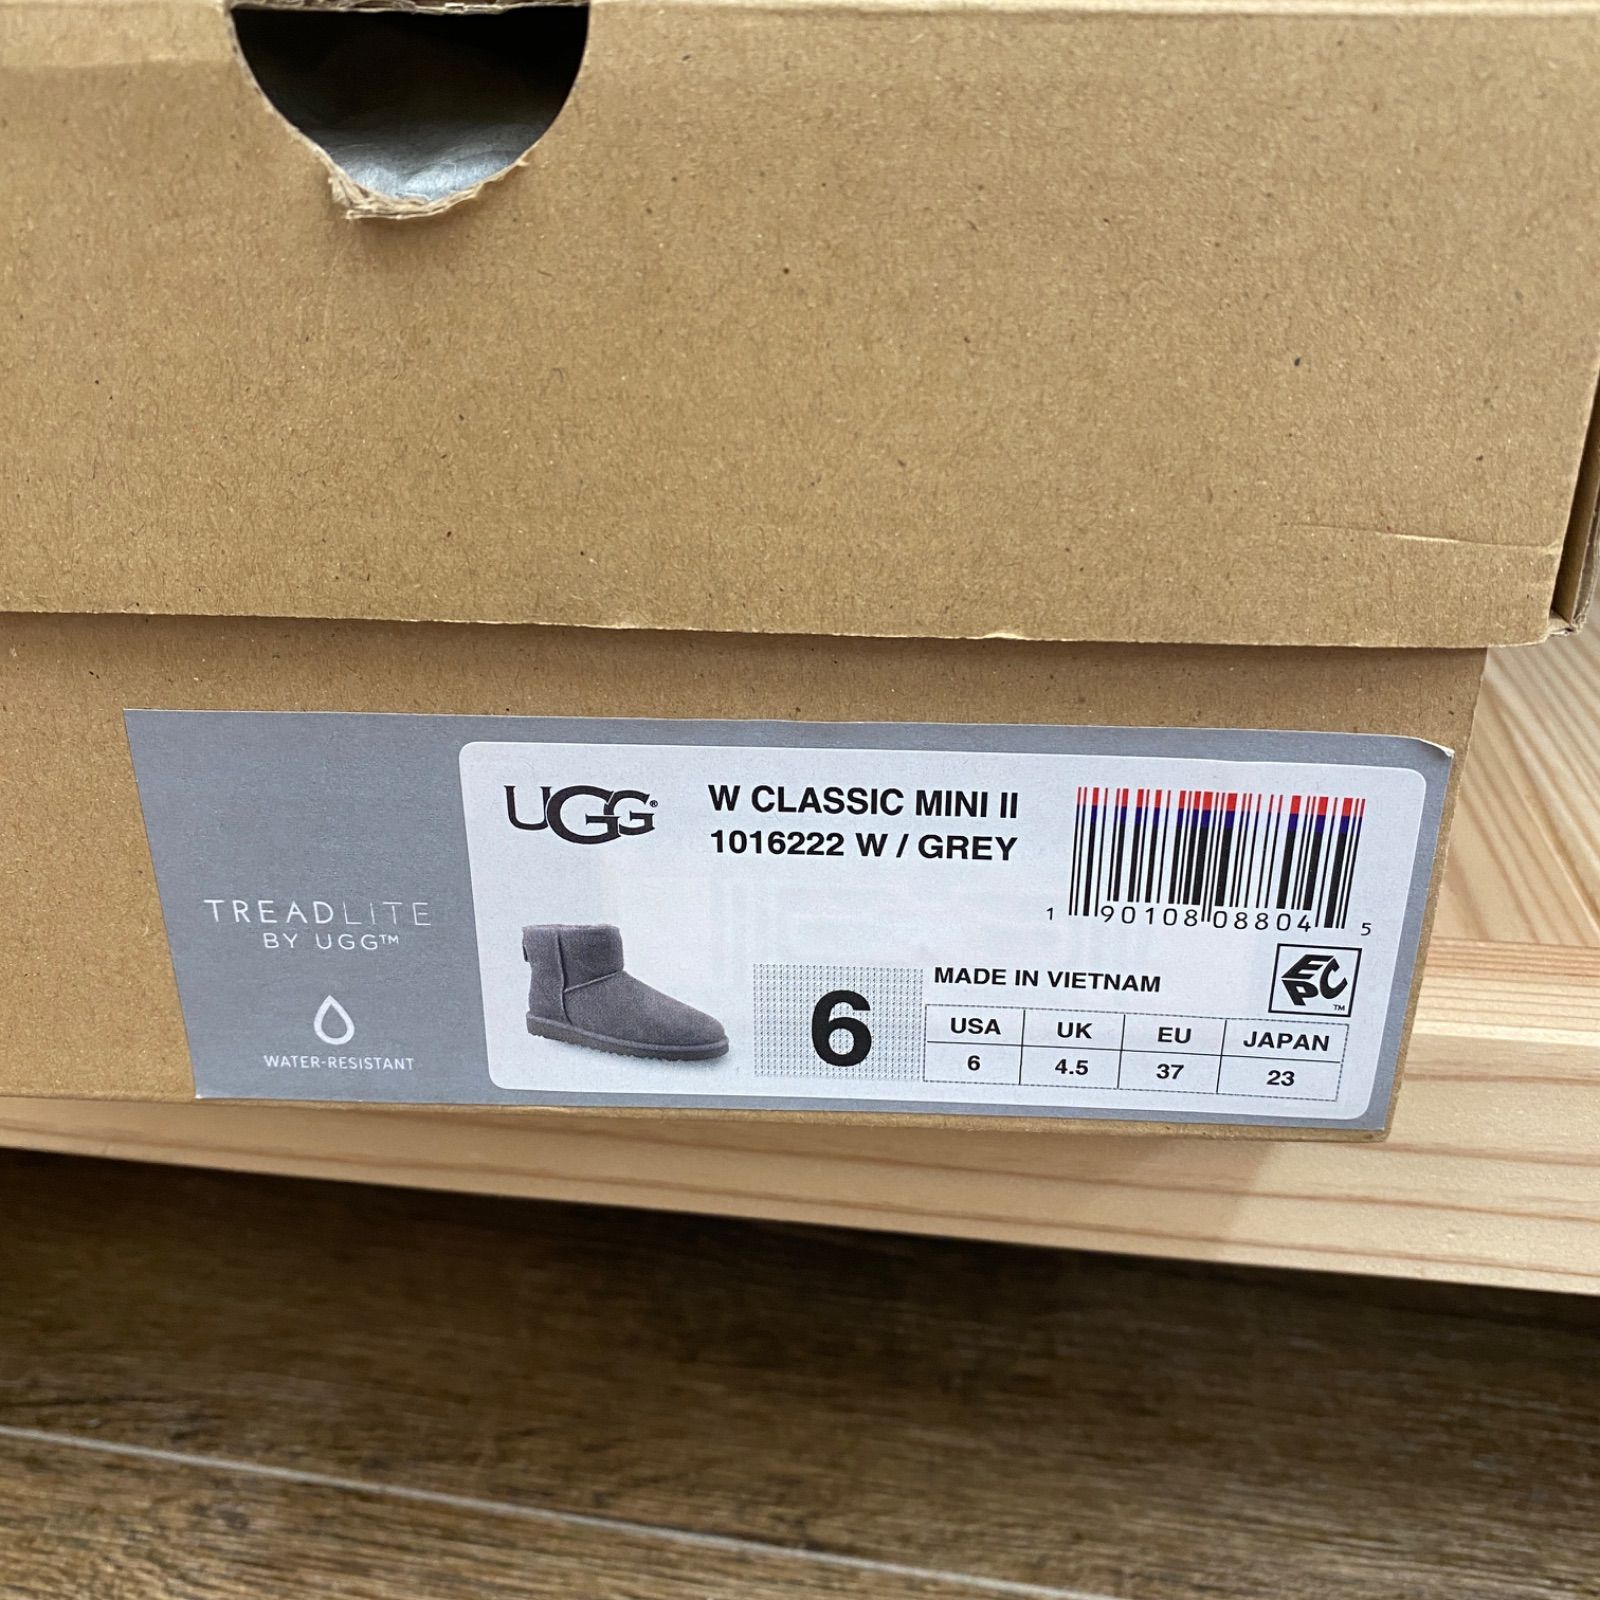 TREADLITE
BY UGG™
WATER-RESISTANT
UGG®
W CLASSIC MINI II
1016222 W / GREY
1 90108 08804 5
6
MADE IN VIETNAM
EPC™
USA UK EU JAPAN
6 4.5 37 23